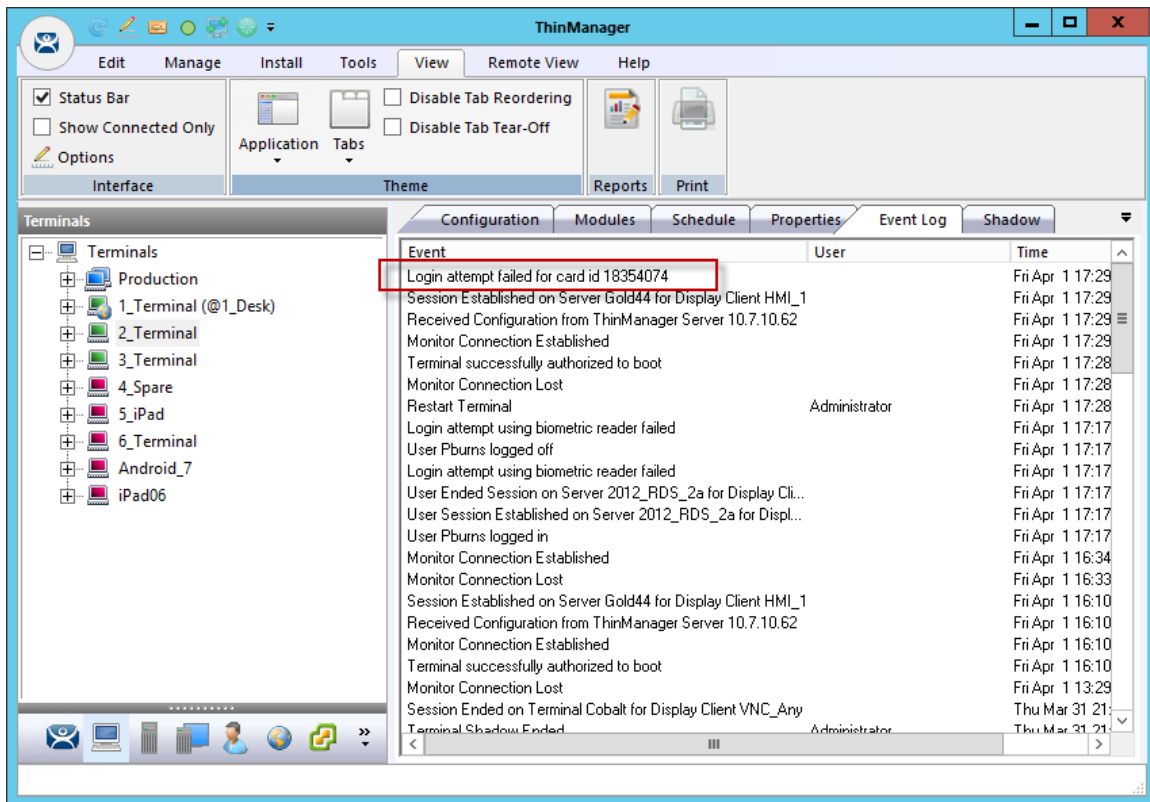 ThinManager
Edit Manage Install Tools View Remote View Help
Status Bar
Show Connected Only
Options
Interface
Application
Tabs
Disable Tab Reordering
Disable Tab Tear-Off
Theme
Reports
Print
Terminals
Terminals
Production
1_Terminal (@1_Desk)
2_Terminal
3_Terminal
4_Spare
5_iPad
6_Terminal
Android_7
iPad06
Configuration Modules Schedule Properties Event Log Shadow
Event User Time
Login attempt failed for card id 18354074 Fri Apr 1 17:29
Session Established on Server Gold44 for Display Client HMI_1 Fri Apr 1 17:29
Received Configuration from ThinManager Server 10.7.10.62 Fri Apr 1 17:29
Monitor Connection Established Fri Apr 1 17:29
Terminal successfully authorized to boot Fri Apr 1 17:28
Monitor Connection Lost Fri Apr 1 17:28
Restart Terminal Administrator Fri Apr 1 17:28
Login attempt using biometric reader failed Fri Apr 1 17:17
User Pburns logged off Fri Apr 1 17:17
Login attempt using biometric reader failed Fri Apr 1 17:17
User Ended Session on Server 2012_RDS_2a for Display Cli... Fri Apr 1 17:17
User Session Established on Server 2012_RDS_2a for Displ... Fri Apr 1 17:17
User Pburns logged in Fri Apr 1 17:17
Monitor Connection Established Fri Apr 1 16:34
Monitor Connection Lost Fri Apr 1 16:33
Session Established on Server Gold44 for Display Client HMI_1 Fri Apr 1 16:10
Received Configuration from ThinManager Server 10.7.10.62 Fri Apr 1 16:10
Monitor Connection Established Fri Apr 1 16:10
Terminal successfully authorized to boot Fri Apr 1 16:10
Monitor Connection Lost Fri Apr 1 13:29
Session Ended on Terminal Cobalt for Display Client VNC_Any Thu Mar 31 21:
Terminal Shadow Ended Administrator Thu Mar 31 21: